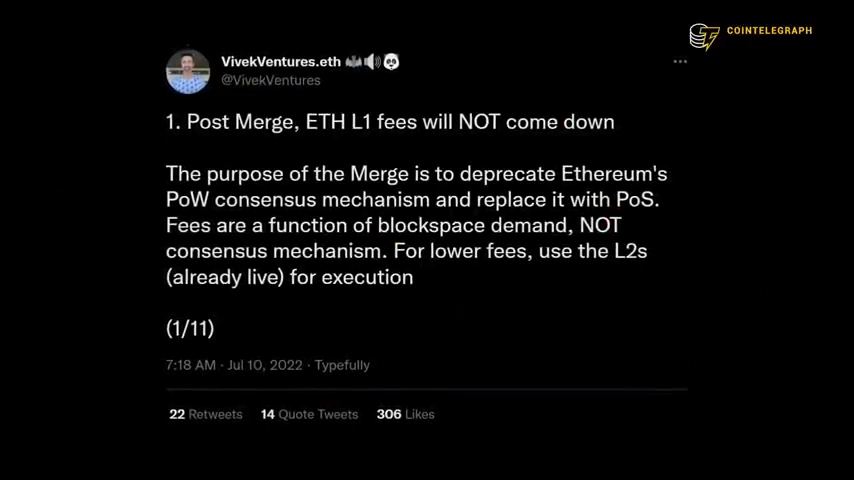 COINTELEGRAPH
VivekVentures.eth
@VivekVentures
1. Post Merge, ETH L1 fees will NOT come down
The purpose of the Merge is to deprecate Ethereum's
PoW consensus mechanism and replace it with PoS.
Fees are a function of blockspace demand, NOT
consensus mechanism. For lower fees, use the L2s
(already live) for execution
(1/11)
7:18 AM · Jul 10, 2022 · Typefully
22 Retweets 14 Quote Tweets 306 Likes